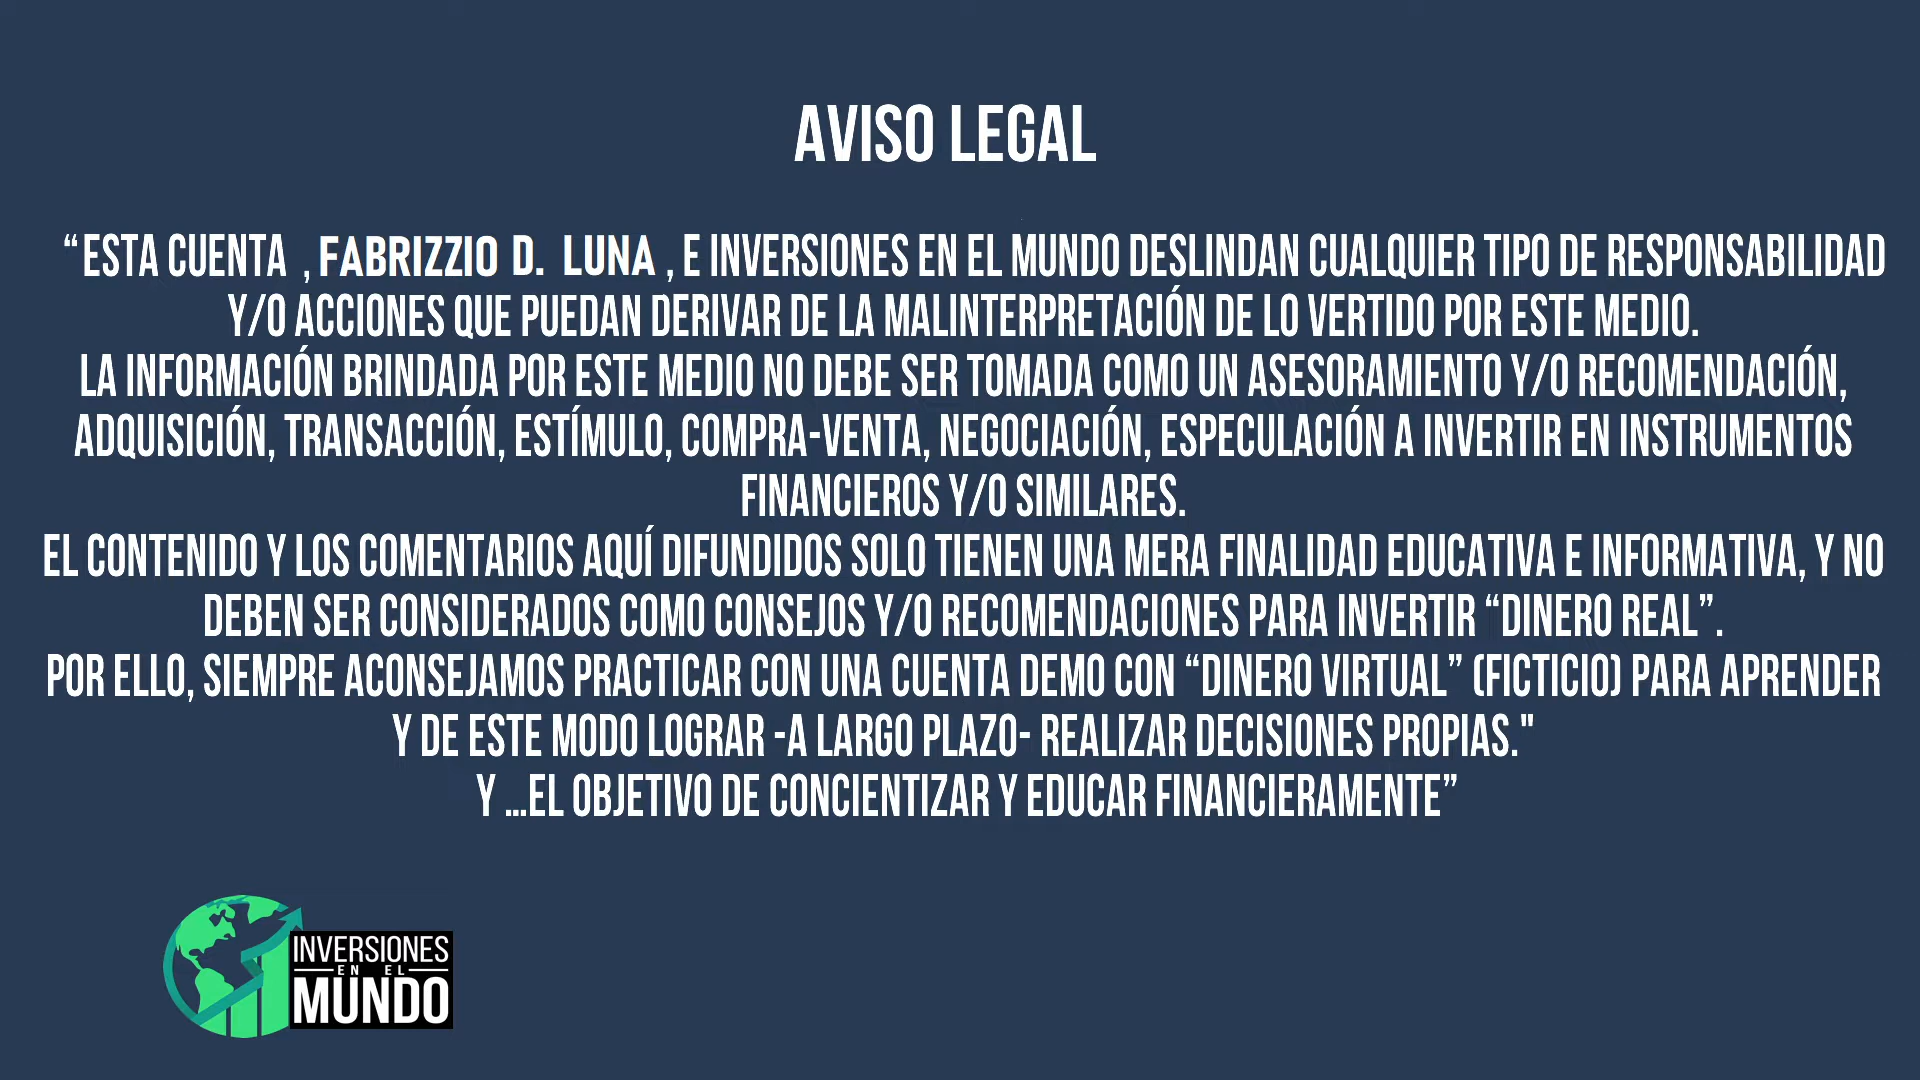 AVISO LEGAL
“ESTA CUENTA , FABRIZZIO D. LUNA , E INVERSIONES EN EL MUNDO DESLINDAN CUALQUIER TIPO DE RESPONSABILIDAD
Y/O ACCIONES QUE PUEDAN DERIVAR DE LA MALINTERPRETACIÓN DE LO VERTIDO POR ESTE MEDIO.
LA INFORMACIÓN BRINDADA POR ESTE MEDIO NO DEBE SER TOMADA COMO UN ASESORAMIENTO Y/O RECOMENDACIÓN,
ADQUISICIÓN, TRANSACCIÓN, ESTÍMULO, COMPRA-VENTA, NEGOCIACIÓN, ESPECULACIÓN A INVERTIR EN INSTRUMENTOS
FINANCIEROS Y/O SIMILARES.
EL CONTENIDO Y LOS COMENTARIOS AQUÍ DIFUNDIDOS SOLO TIENEN UNA MERA FINALIDAD EDUCATIVA E INFORMATIVA, Y NO
DEBEN SER CONSIDERADOS COMO CONSEJOS Y/O RECOMENDACIONES PARA INVERTIR “DINERO REAL”.
POR ELLO, SIEMPRE ACONSEJAMOS PRACTICAR CON UNA CUENTA DEMO CON “DINERO VIRTUAL” (FICTICIO) PARA APRENDER
Y DE ESTE MODO LOGRAR -A LARGO PLAZO- REALIZAR DECISIONES PROPIAS."
Y ...EL OBJETIVO DE CONCIENTIZAR Y EDUCAR FINANCIERAMENTE”
INVERSIONES
EN EL
MUNDO